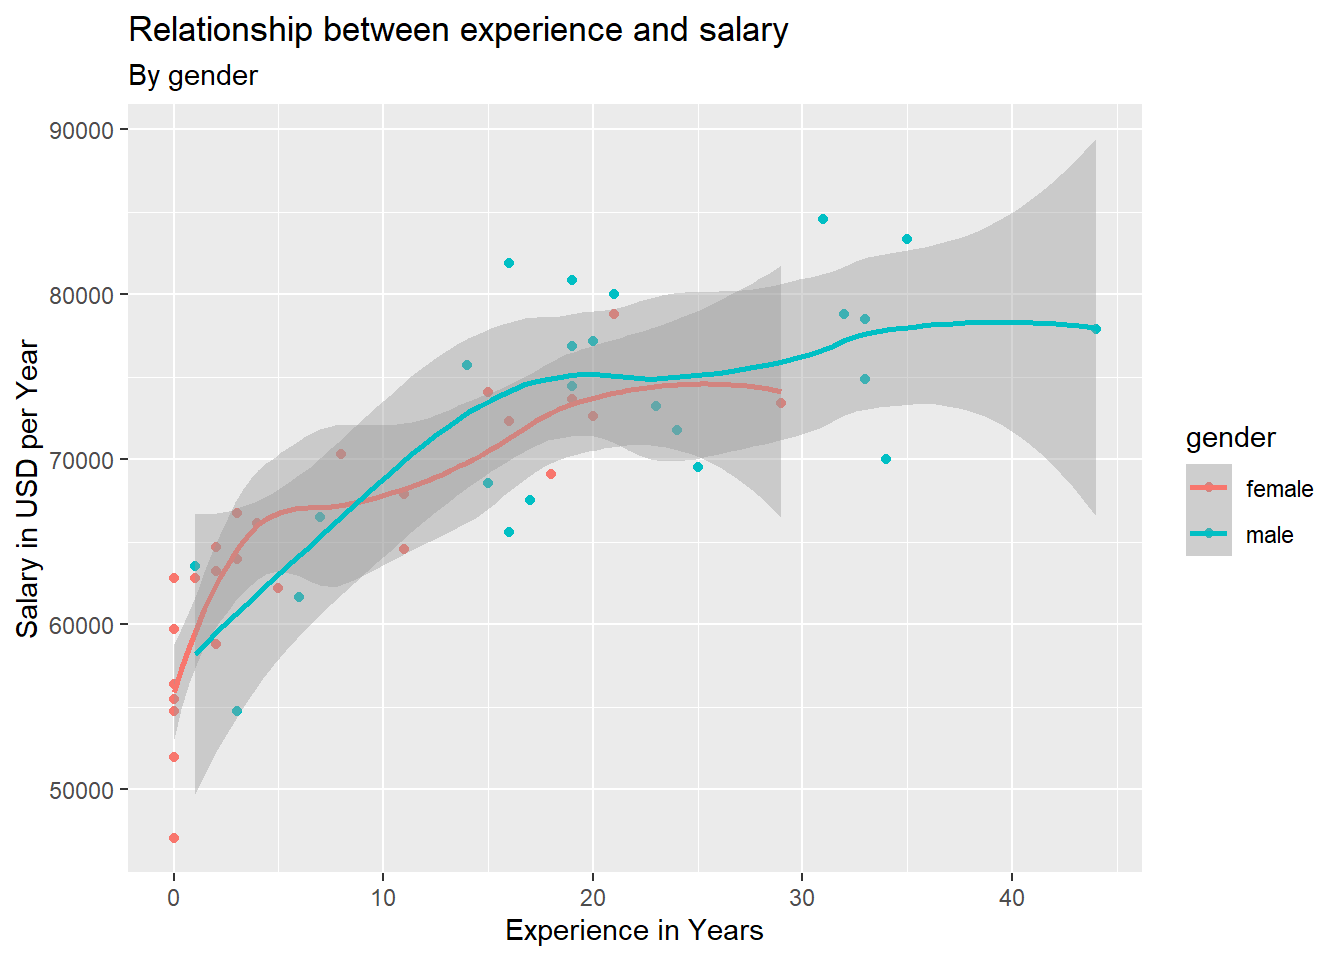 Relationship between experience and salary
By gender
90000
80000
70000
60000
50000
Salary in USD per Year
0 10 20 30 40
Experience in Years
gender
female
male